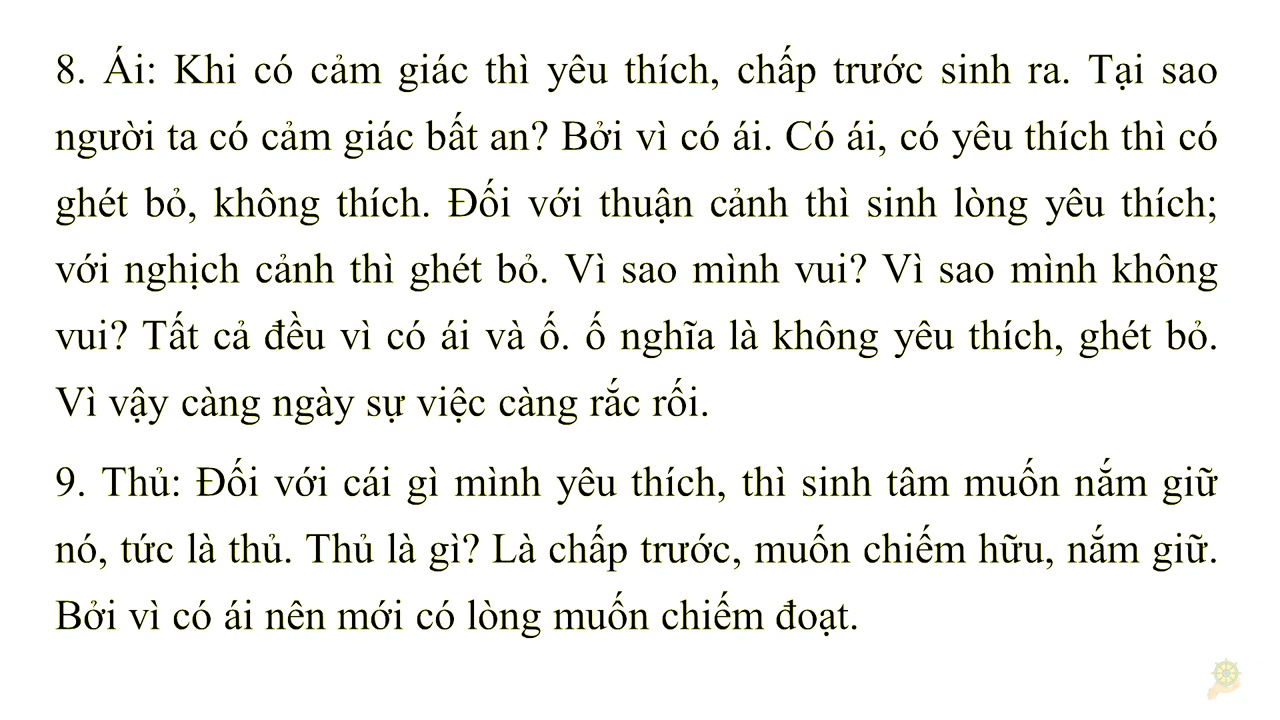 8. Ái: Khi có cảm giác thì yêu thích, chấp trước sinh ra. Tại sao
người ta có cảm giác bất an? Bởi vì có ái. Có ái, có yêu thích thì có
ghét bỏ, không thích. Đối với thuận cảnh thì sinh lòng yêu thích;
với nghịch cảnh thì ghét bỏ. Vì sao mình vui? Vì sao mình không
vui? Tất cả đều vì có ái và ố. ố nghĩa là không yêu thích, ghét bỏ.
Vì vậy càng ngày sự việc càng rắc rối.
9. Thủ: Đối với cái gì mình yêu thích, thì sinh tâm muốn nắm giữ
nó, tức là thủ. Thủ là gì? Là chấp trước, muốn chiếm hữu, nắm giữ.
Bởi vì có ái nên mới có lòng muốn chiếm đoạt.